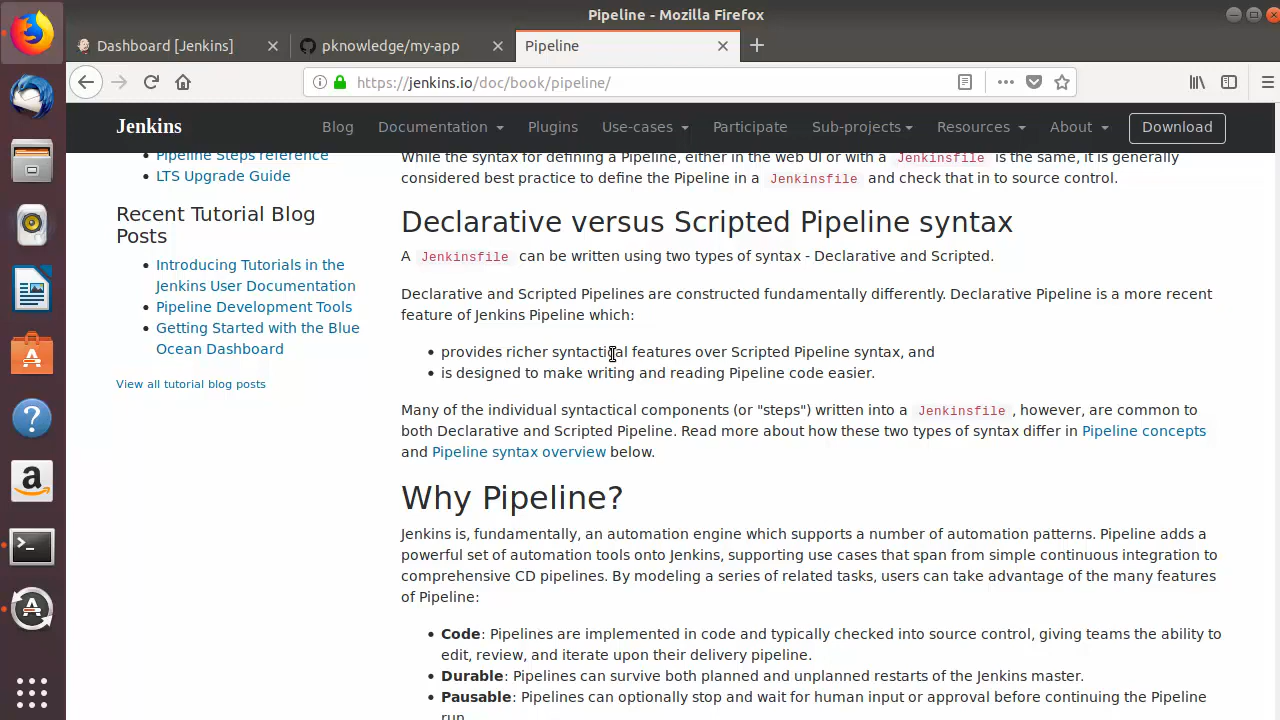 Pipeline - Mozilla Firefox
Dashboard [Jenkins]
pknowledge/my-app
Pipeline
https://jenkins.io/doc/book/pipeline/
Jenkins
Blog
Documentation
Plugins
Use-cases
Participate
Sub-projects
Resources
About
Download
Pipeline Steps reference
LTS Upgrade Guide
Recent Tutorial Blog
Posts
Introducing Tutorials in the
Jenkins User Documentation
Pipeline Development Tools
Getting Started with the Blue
Ocean Dashboard
View all tutorial blog posts
While the syntax for defining a Pipeline, either in the web UI or with a Jenkinsfile is the same, it is generally
considered best practice to define the Pipeline in a Jenkinsfile and check that in to source control.
Declarative versus Scripted Pipeline syntax
A Jenkinsfile can be written using two types of syntax - Declarative and Scripted.
Declarative and Scripted Pipelines are constructed fundamentally differently. Declarative Pipeline is a more recent
feature of Jenkins Pipeline which:
• provides richer syntactical features over Scripted Pipeline syntax, and
• is designed to make writing and reading Pipeline code easier.
Many of the individual syntactical components (or "steps") written into a Jenkinsfile, however, are common to
both Declarative and Scripted Pipeline. Read more about how these two types of syntax differ in Pipeline concepts
and Pipeline syntax overview below.
Why Pipeline?
Jenkins is, fundamentally, an automation engine which supports a number of automation patterns. Pipeline adds a
powerful set of automation tools onto Jenkins, supporting use cases that span from simple continuous integration to
comprehensive CD pipelines. By modeling a series of related tasks, users can take advantage of the many features
of Pipeline:
• Code: Pipelines are implemented in code and typically checked into source control, giving teams the ability to
edit, review, and iterate upon their delivery pipeline.
• Durable: Pipelines can survive both planned and unplanned restarts of the Jenkins master.
• Pausable: Pipelines can optionally stop and wait for human input or approval before continuing the Pipeline
run